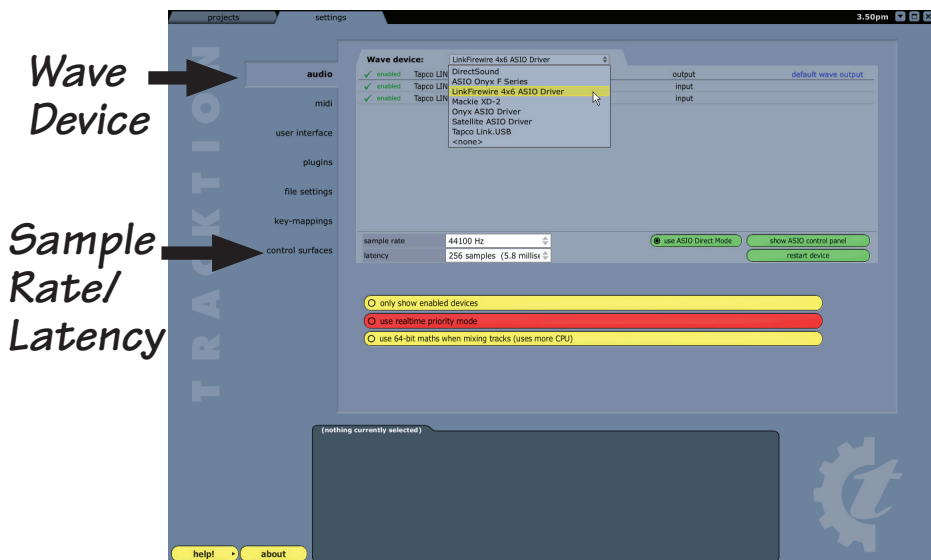 projects
settings
3.50pm
Wave
Device
Sample
Rate/
Latency
TRACKTION
audio
midi
user interface
plugins
file settings
key-mappings
control surfaces
Wave device:
LinkFirewire 4x6 ASIO Driver
enabled Tapco LIN output default wave output
enabled Tapco LIN input
enabled Tapco LIN input
DirectSound
ASIO Onyx F Series
LinkFirewire 4x6 ASIO Driver
Mackie XD-2
Onyx ASIO Driver
Satellite ASIO Driver
Tapco Link.USB
<none>
sample rate 44100 Hz
use ASIO Direct Mode
show ASIO control panel
latency 256 samples (5.8 millise
restart device
only show enabled devices
use realtime priority mode
use 64-bit maths when mixing tracks (uses more CPU)
(nothing currently selected)
t
help!
about